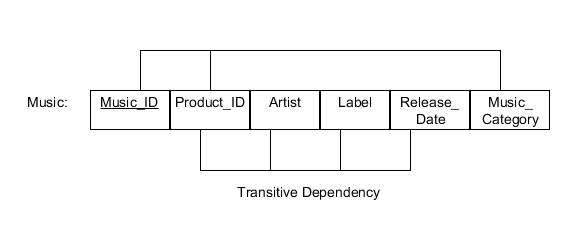 Music:
Music_ID
Product_ID
Artist
Label
Release_
Date
Music_
Category
Transitive Dependency